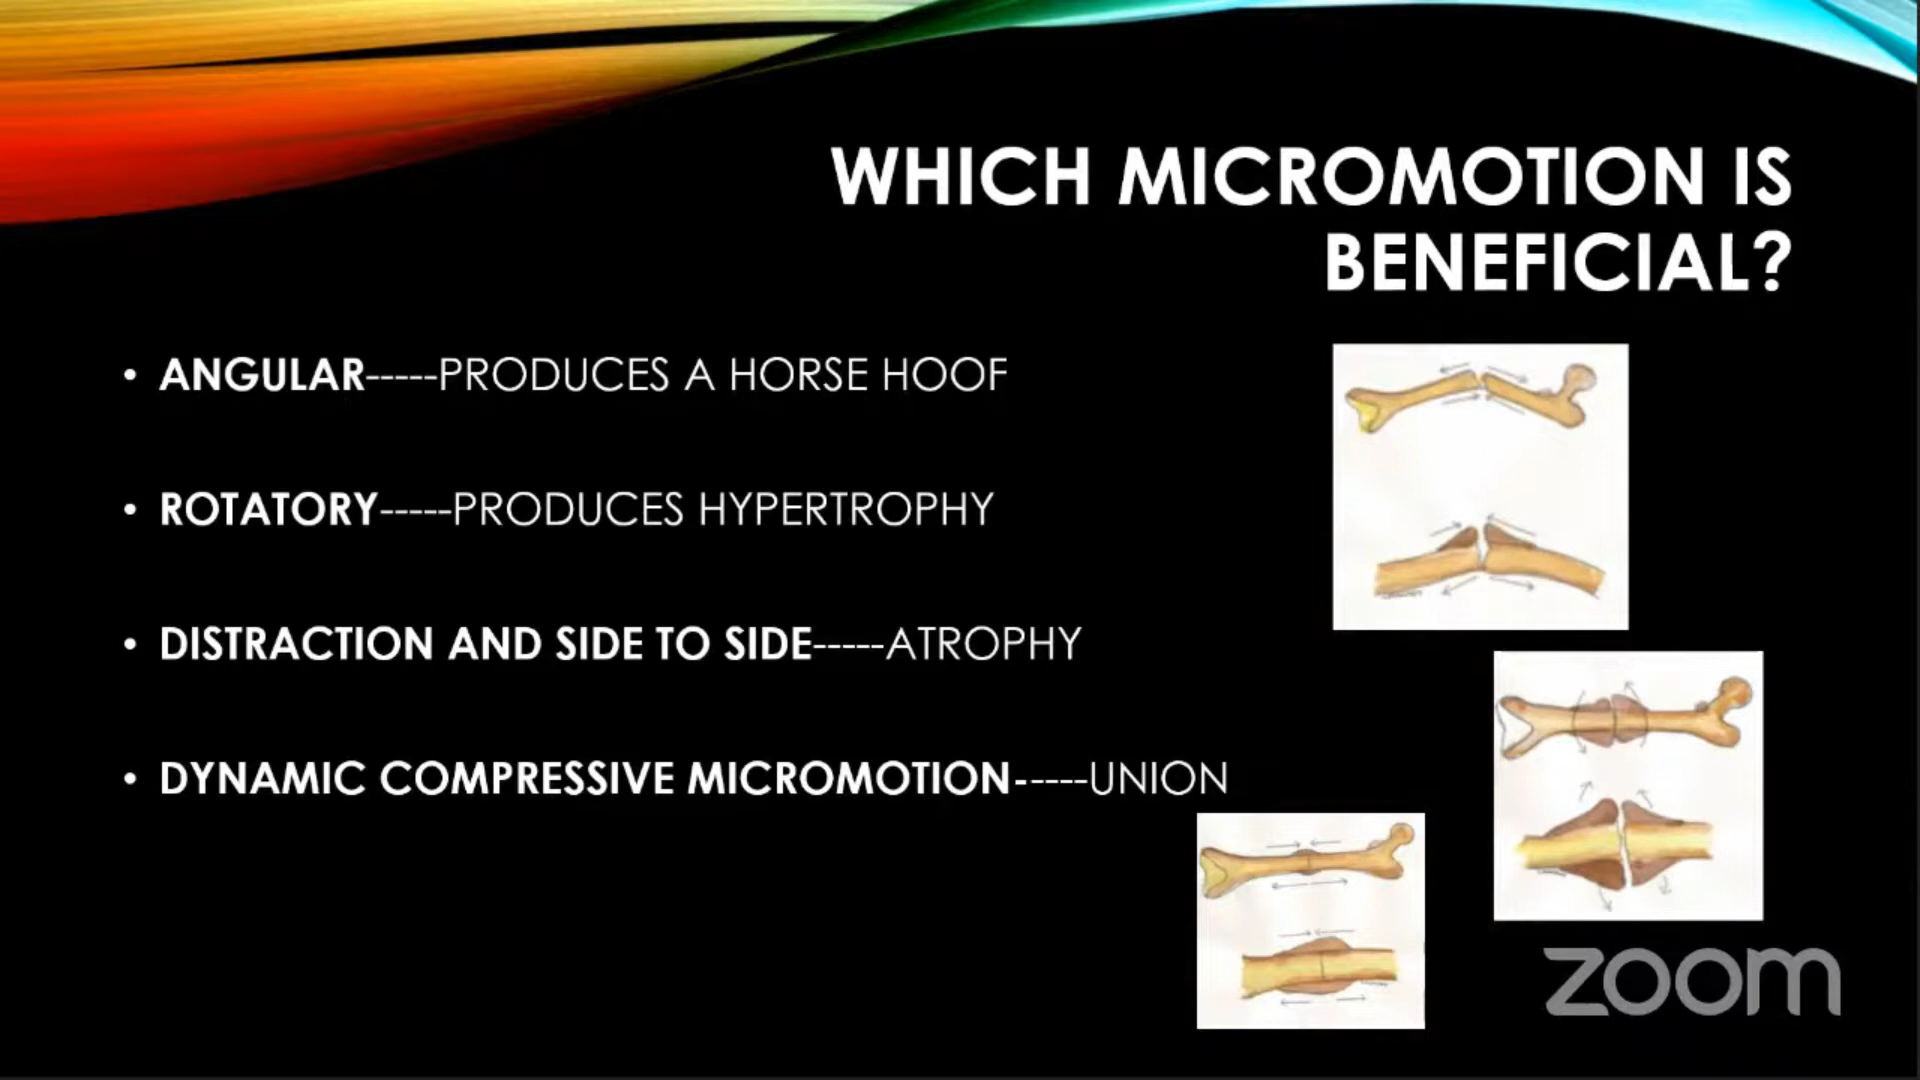 WHICH MICROMOTION IS
BENEFICIAL?
• ANGULAR-----PRODUCES A HORSE HOOF
• ROTATORY-----PRODUCES HYPERTROPHY
• DISTRACTION AND SIDE TO SIDE-----ATROPHY
• DYNAMIC COMPRESSIVE MICROMOTION-----UNION
zoom